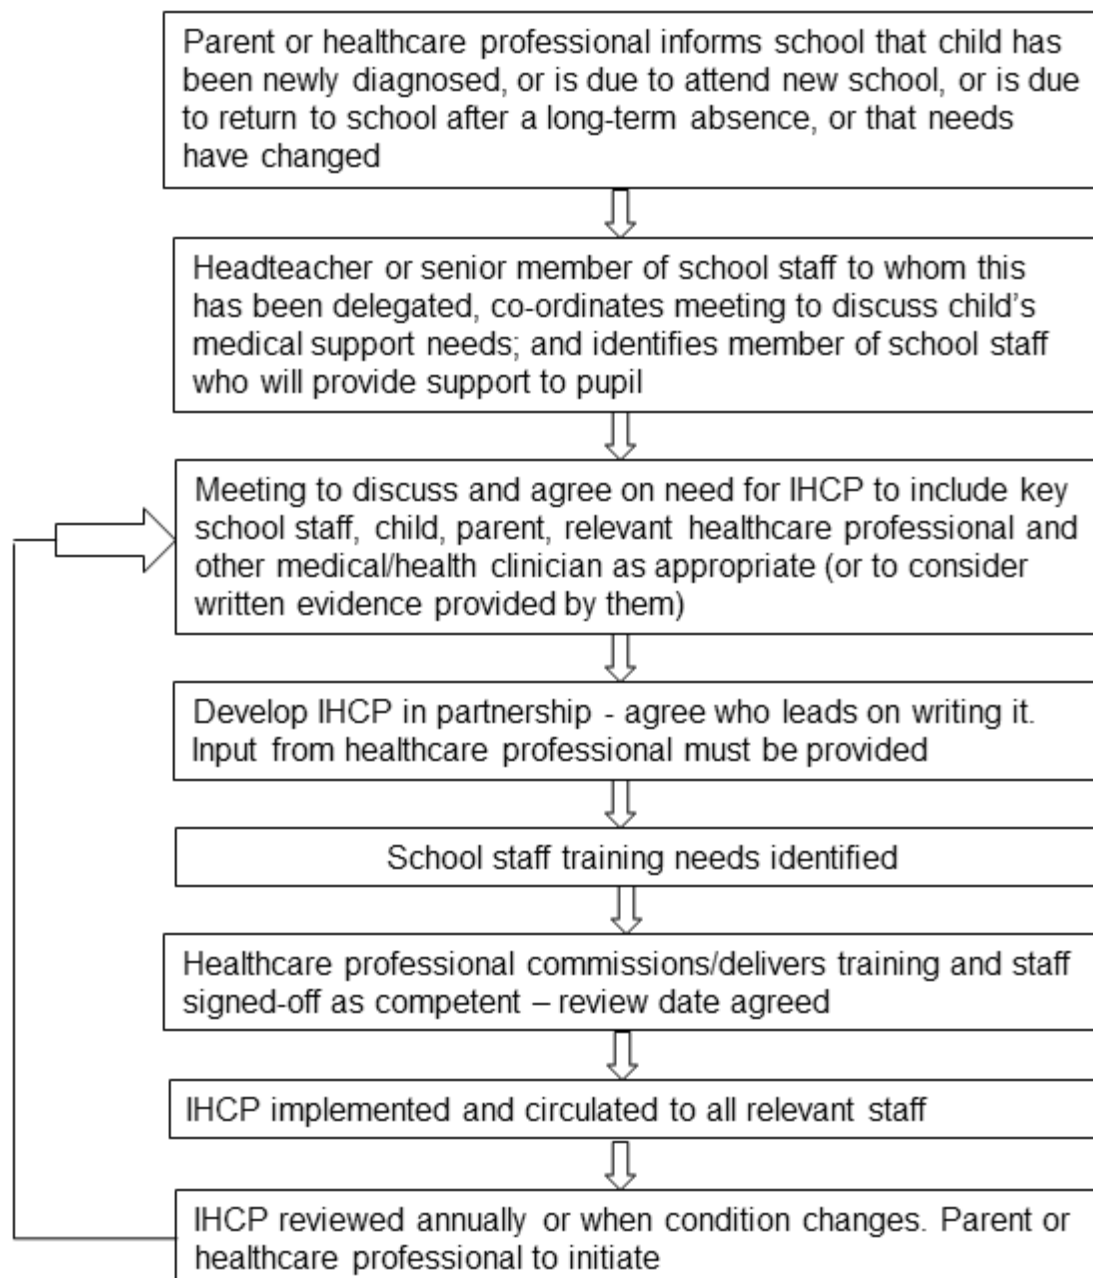 Parent or healthcare professional informs school that child has
been newly diagnosed, or is due to attend new school, or is due
to return to school after a long-term absence, or that needs
have changed
Headteacher or senior member of school staff to whom this
has been delegated, co-ordinates meeting to discuss child's
medical support needs; and identifies member of school staff
who will provide support to pupil
Meeting to discuss and agree on need for IHCP to include key
school staff, child, parent, relevant healthcare professional and
other medical/health clinician as appropriate (or to consider
written evidence provided by them)
Develop IHCP in partnership - agree who leads on writing it.
Input from healthcare professional must be provided
School staff training needs identified
Healthcare professional commissions/delivers training and staff
signed-off as competent – review date agreed
IHCP implemented and circulated to all relevant staff
IHCP reviewed annually or when condition changes. Parent or
healthcare professional to initiate